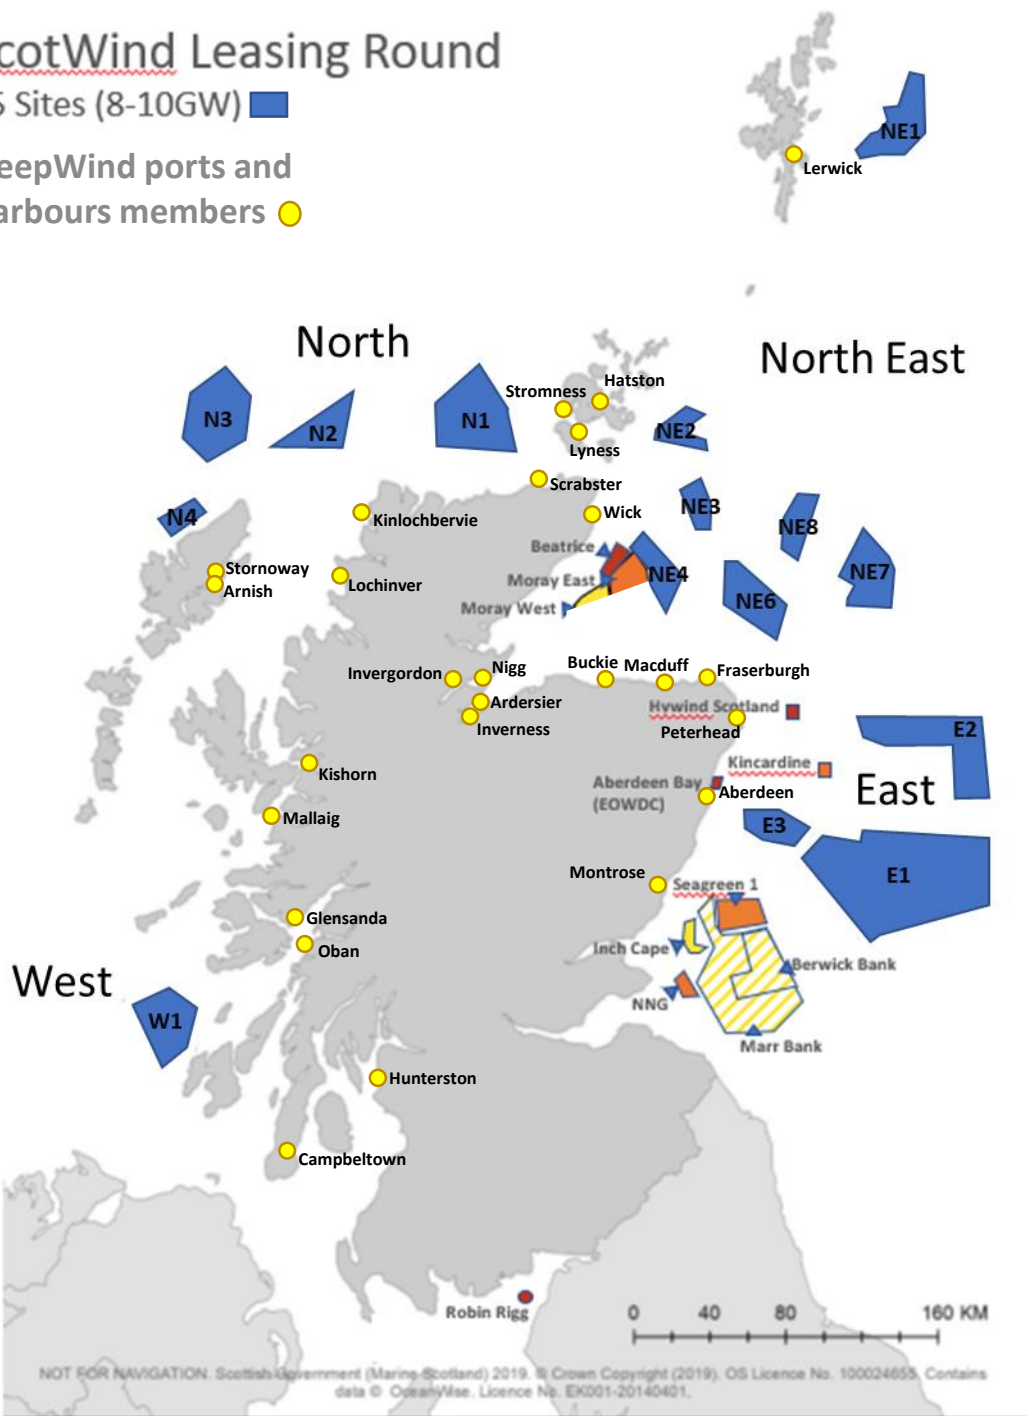 cotWind Leasing Round
5 Sites (8-10GW)
eepWind ports and
arbours members
NE1
Lerwick
North
North East
Hatston
Stromness
N3
N2
N1
NE2
Lyness
Scrabster
N4
Kinlochbervie
Wick
NE3
NE8
Beatrice
Stornoway
Arnish
Lochinver
Moray East
NE4
NE7
Moray West
NE6
Invergordon
Nigg
Buckie
Macduff
Fraserburgh
Ardersier
Hywind Scotland
Inverness
Peterhead
E2
Kishorn
Kincardine
Aberdeen Bay
(EOWDC)
Aberdeen
East
Mallaig
E3
Montrose
Seagreen 1
E1
Glensanda
Oban
Inch Cape
Berwick Bank
West
NNG
W1
Marr Bank
Hunterston
Campbeltown
Robin Rigg
0 40 80 160 KM
NOT FOR NAVIGATION. Scottish Government (Marine Scotland) 2019. © Crown Copyright (2019). OS Licence No. 100024655. Contains
data © OceanWise. Licence No. EK001-20140401.